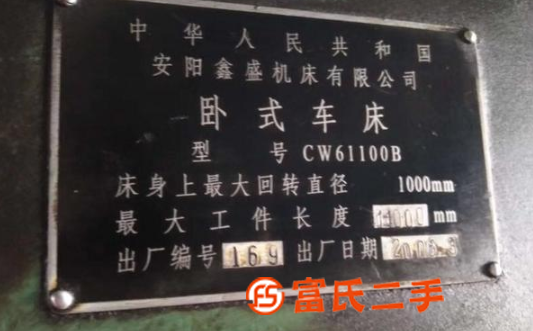 中华人民共和国
安阳鑫盛机床有限公司
卧式车床
型 号 CW61100B
床身上最大回转直径 1000mm
最大工件长度 mm
出厂编号 169 出厂日期
富氏二手